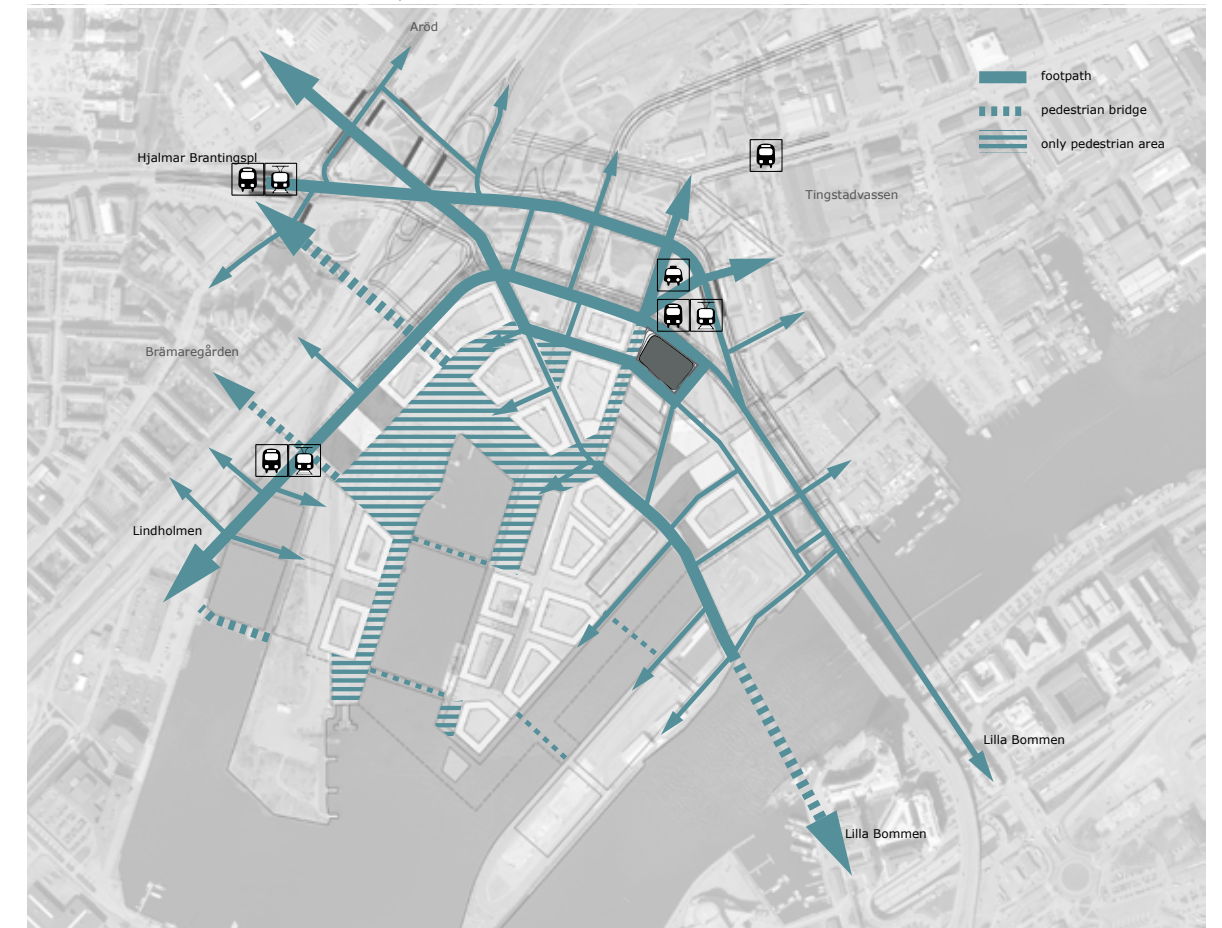 Aröd
footpath
pedestrian bridge
only pedestrian area
Hjalmar Brantingspl
Tingstadvassen
Brämaregården
Lindholmen
Lilla Bommen
Lilla Bommen